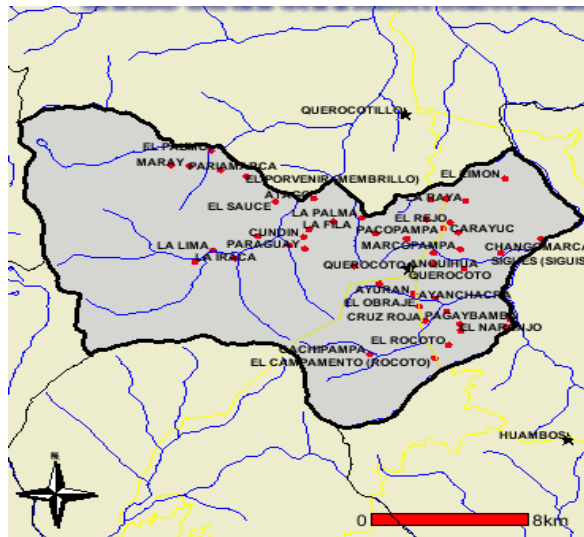 QUEROCOTILLO
EL PALMO
MARAY
PARIAMARCA
EL PORVENIR (MEMBRILLO)
EL LIMON
ATACO
LA RAYA
EL SAUCE
LA PALMA
LA FILA
EL REJO
CUNDIN
PACOPAMPA
CARAYUC
LA LIMA
PARAGUAY
MARCOPAMPA
CHANGOMARCA
LA IRACA
SIGUES (SIGUIS
QUEROCOTO
ANQUIHUA
QUEROCOTO
AYURAN
AYANCHACRA
EL OBRAJE
CRUZ ROJA
PAGAYBAMBA
EL NARANJO
EL ROCOTO
CACHIPAMPA
EL CAMPAMENTO (ROCOTO)
HUAMBOS
N
0
8km